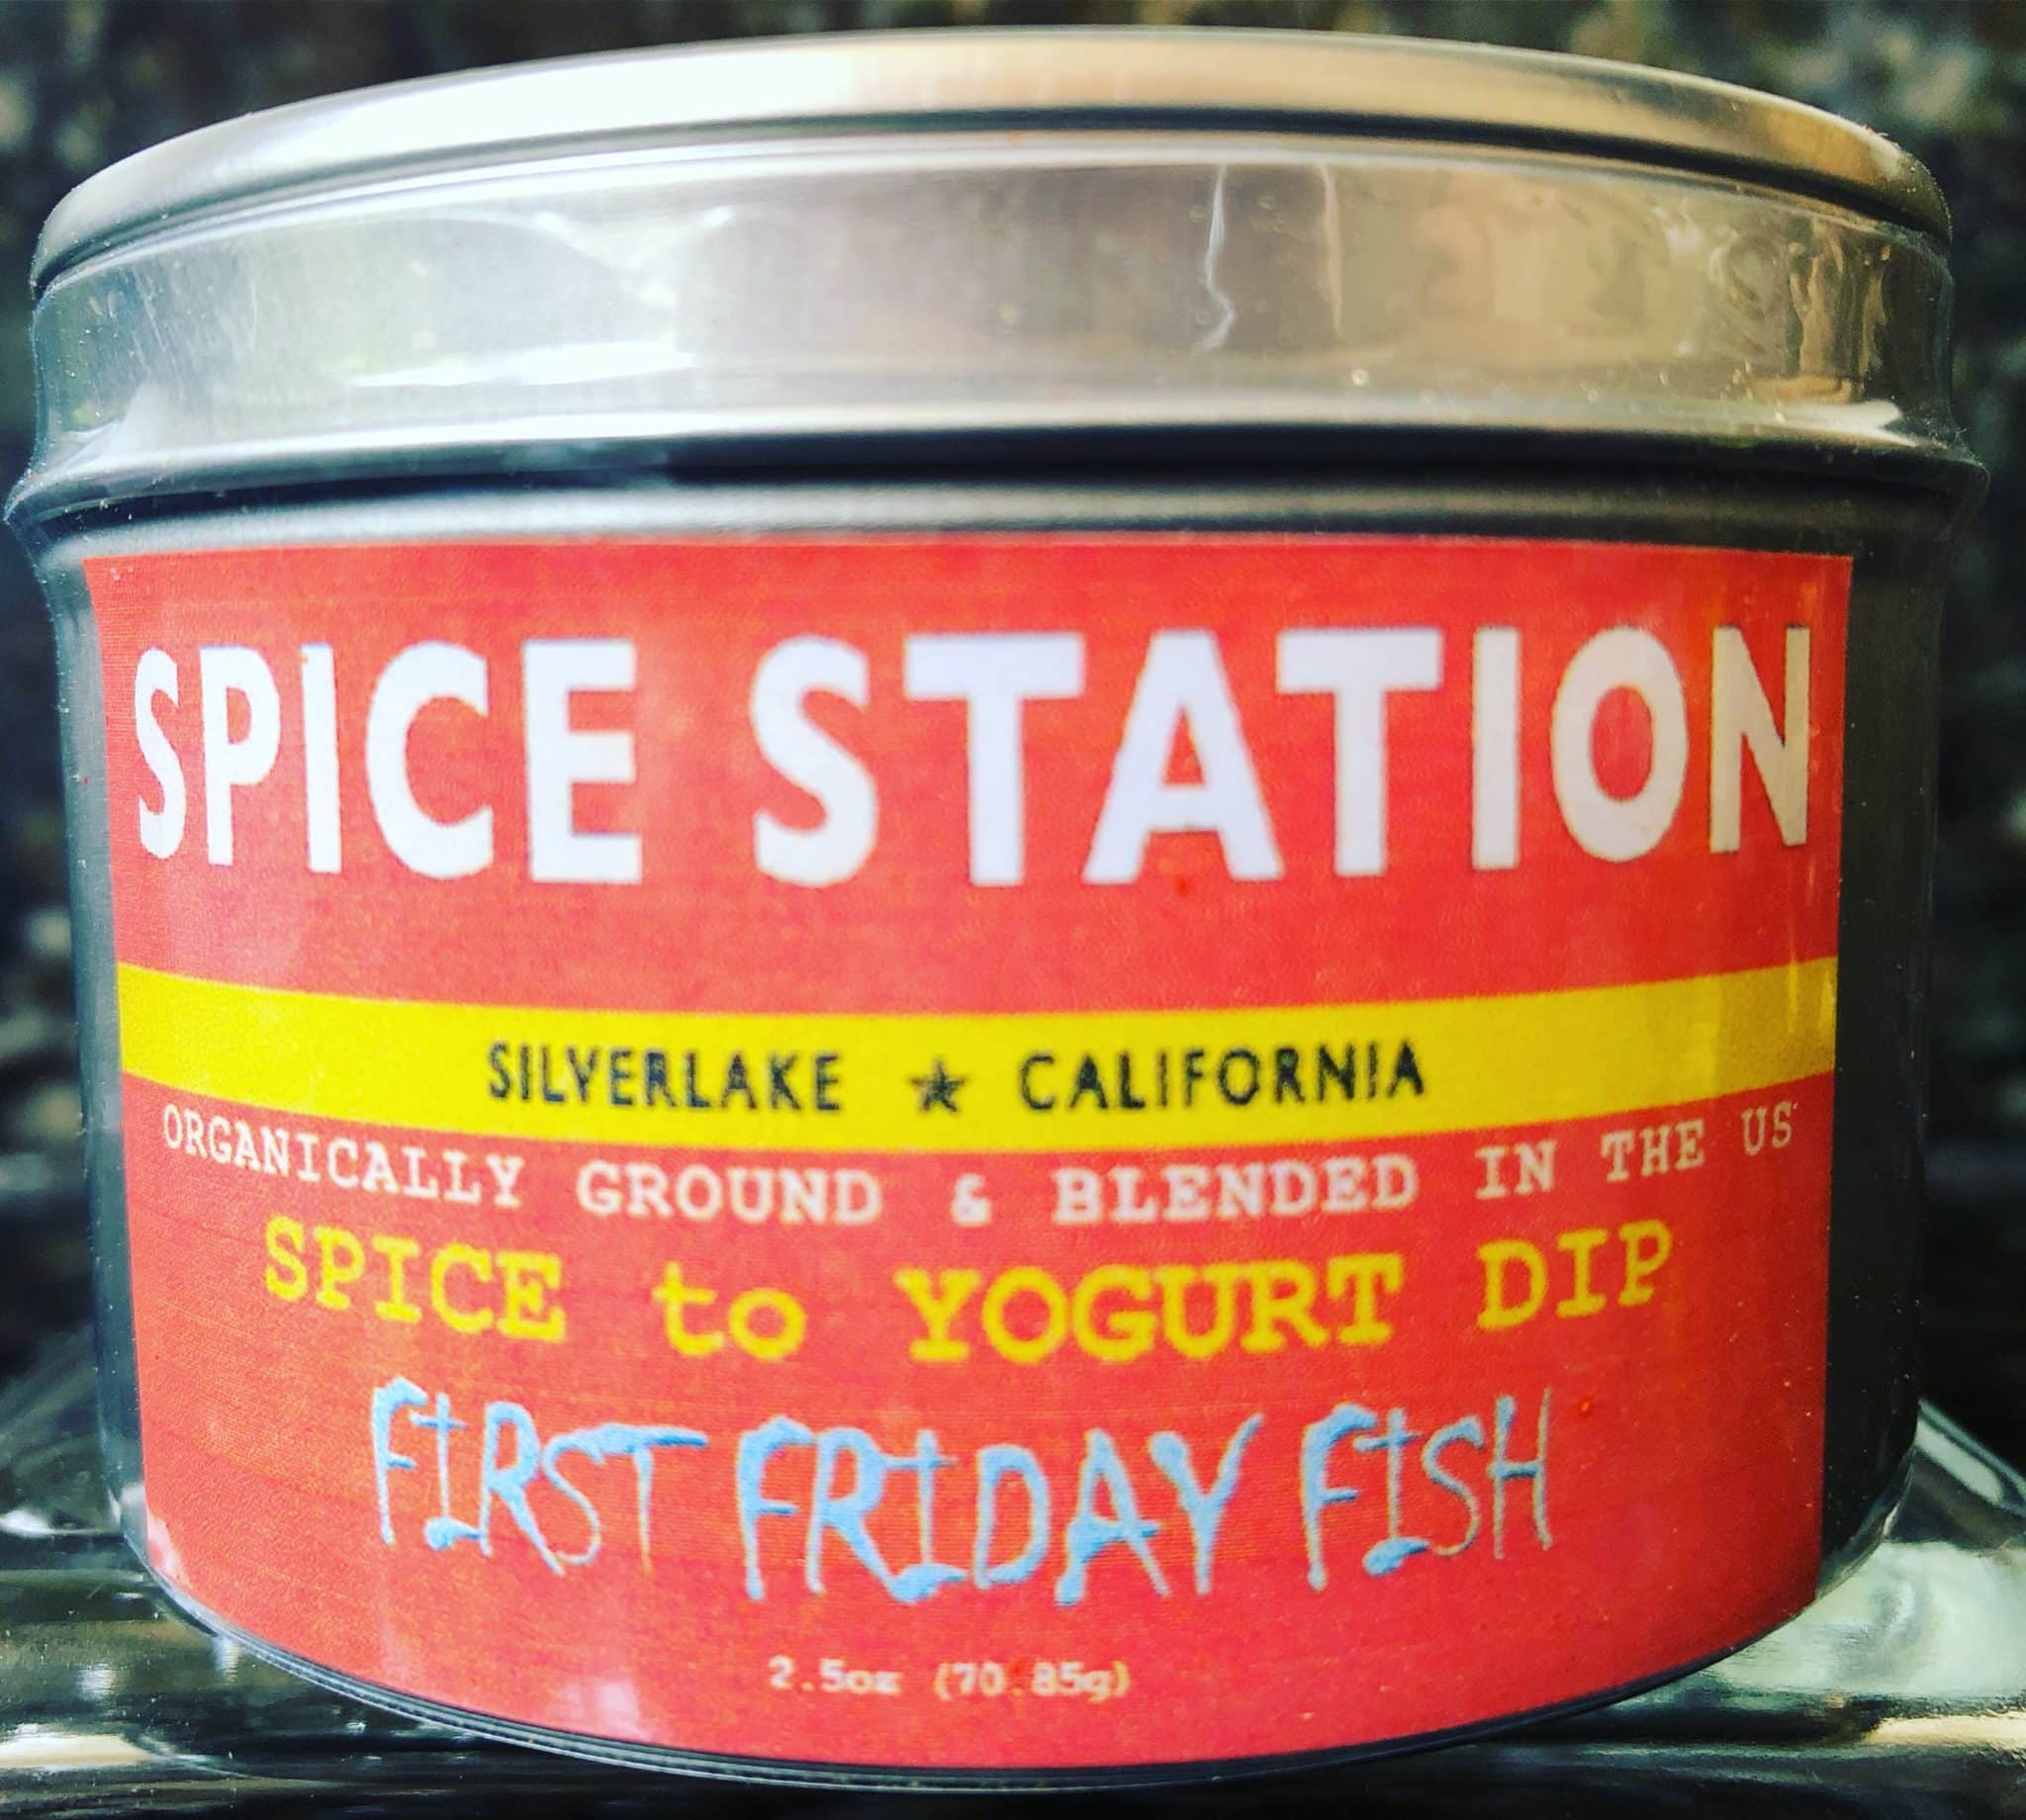 SPICE STATION
SILVERLAKE ★ CALIFORNIA
ORGANICALLY GROUND & BLENDED IN THE US
SPICE to YOGURT DIP
FIRST FRIDAY FISH
2.5oz (70.85g)